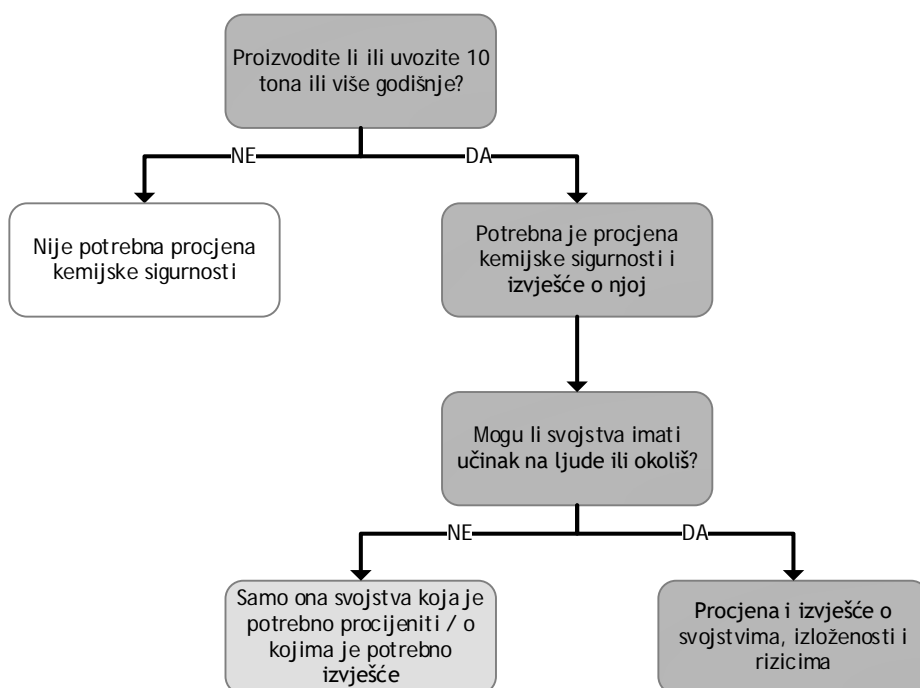 Proizvodite li ili uvozite 10
tona ili više godišnje?
NE
DA
Nije potrebna procjena
kemijske sigurnosti
Potrebna je procjena
kemijske sigurnosti i
izvješće o njoj
Mogu li svojstva imati
učinak na ljude ili okoliš?
NE
DA
Samo ona svojstva koja je
potrebno procijeniti / o
kojima je potrebno
izvješće
Procjena i izvješće o
svojstvima, izloženosti i
rizicima